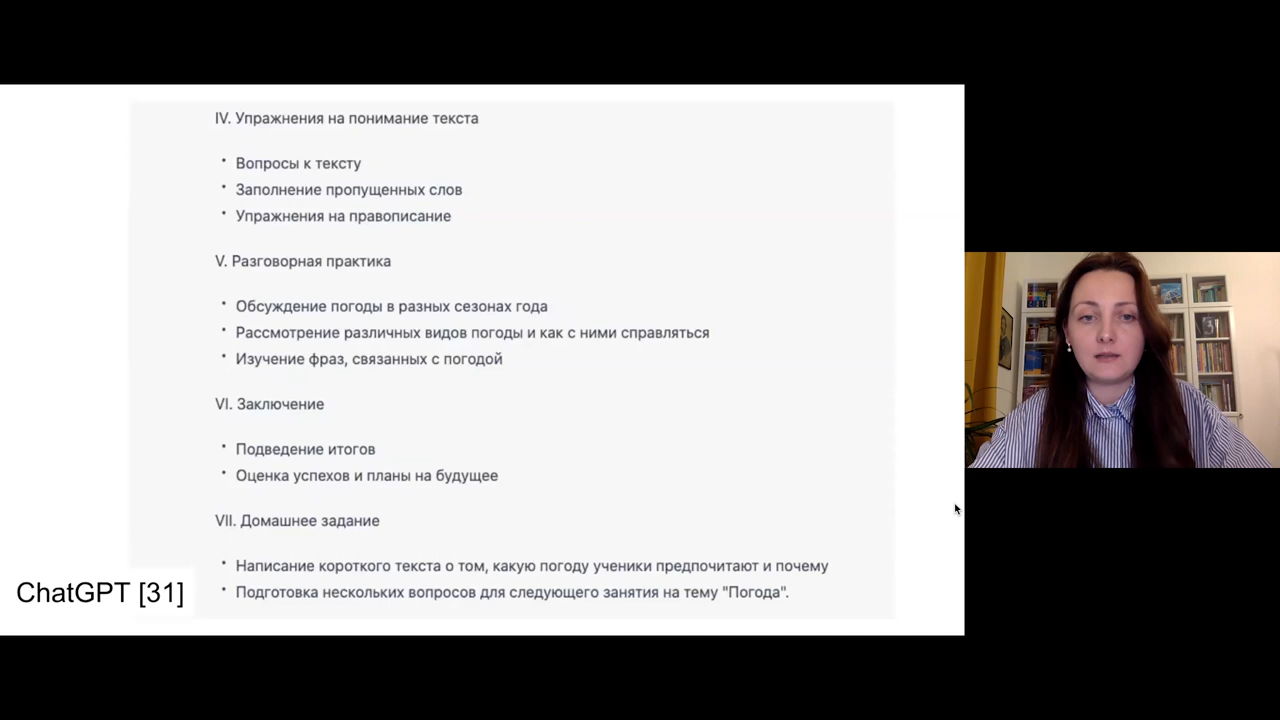 IV. Упражнения на понимание текста
• Вопросы к тексту
• Заполнение пропущенных слов
• Упражнения на правописание
V. Разговорная практика
• Обсуждение погоды в разных сезонах года
• Рассмотрение различных видов погоды и как с ними справляться
• Изучение фраз, связанных с погодой
VI. Заключение
• Подведение итогов
• Оценка успехов и планы на будущее
VII. Домашнее задание
• Написание короткого текста о том, какую погоду ученики предпочитают и почему
• Подготовка нескольких вопросов для следующего занятия на тему "Погода".
ChatGPT [31]